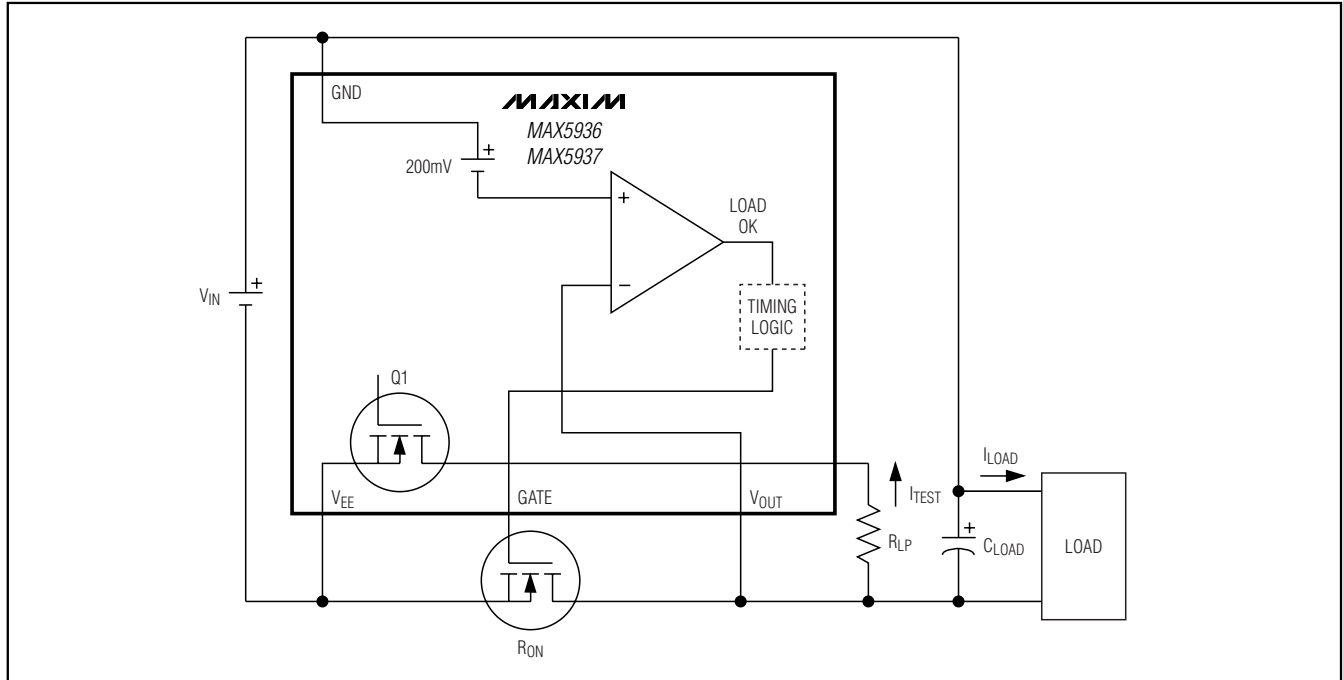 GND
MAXIM
MAX5936
MAX5937
+
200mV
+
LOAD
OK
+
VIN
−
TIMING
LOGIC
Q1
ILOAD
VEE
GATE
VOUT
ITEST
+
RLP
CLOAD
LOAD
RON